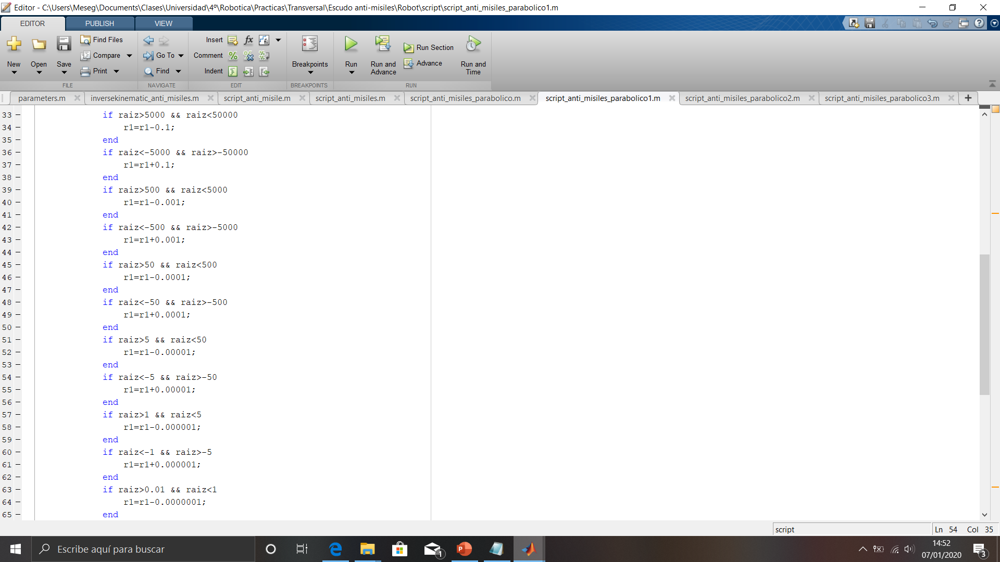 Editor - C:\Users\Meseg\Documents\Clases\Universidad\4º\Robotica\Practicas\Transversal\Escudo anti-misiles\Robot\script\script_anti_misiles_parabolico1.m
EDITOR PUBLISH VIEW
New Open Save Find Files Compare Print
Go To Find
Insert fx Comment Indent
Breakpoints
Run Run and Advance Run Section Advance Run and Time
FILE NAVIGATE EDIT BREAKPOINTS RUN
parameters.m inversekinematic_anti_misiles.m script_anti_misile.m script_anti_misiles.m script_anti_misiles_parabolico.m script_anti_misiles_parabolico1.m script_anti_misiles_parabolico2.m script_anti_misiles_parabolico3.m
33 – if raiz>5000 && raiz<50000
34 – r1=r1-0.1;
35 – end
36 – if raiz<-5000 && raiz>-50000
37 – r1=r1+0.1;
38 – end
39 – if raiz>500 && raiz<5000
40 – r1=r1-0.001;
41 – end
42 – if raiz<-500 && raiz>-5000
43 – r1=r1+0.001;
44 – end
45 – if raiz>50 && raiz<500
46 – r1=r1-0.0001;
47 – end
48 – if raiz<-50 && raiz>-500
49 – r1=r1+0.0001;
50 – end
51 – if raiz>5 && raiz<50
52 – r1=r1-0.00001;
53 – end
54 – if raiz<-5 && raiz>-50
55 – r1=r1+0.00001;
56 – end
57 – if raiz>1 && raiz<5
58 – r1=r1-0.000001;
59 – end
60 – if raiz<-1 && raiz>-5
61 – r1=r1+0.000001;
62 – end
63 – if raiz>0.01 && raiz<1
64 – r1=r1-0.0000001;
65 – end
script Ln 54 Col 35
Escribe aquí para buscar
1
14:52
07/01/2020
3